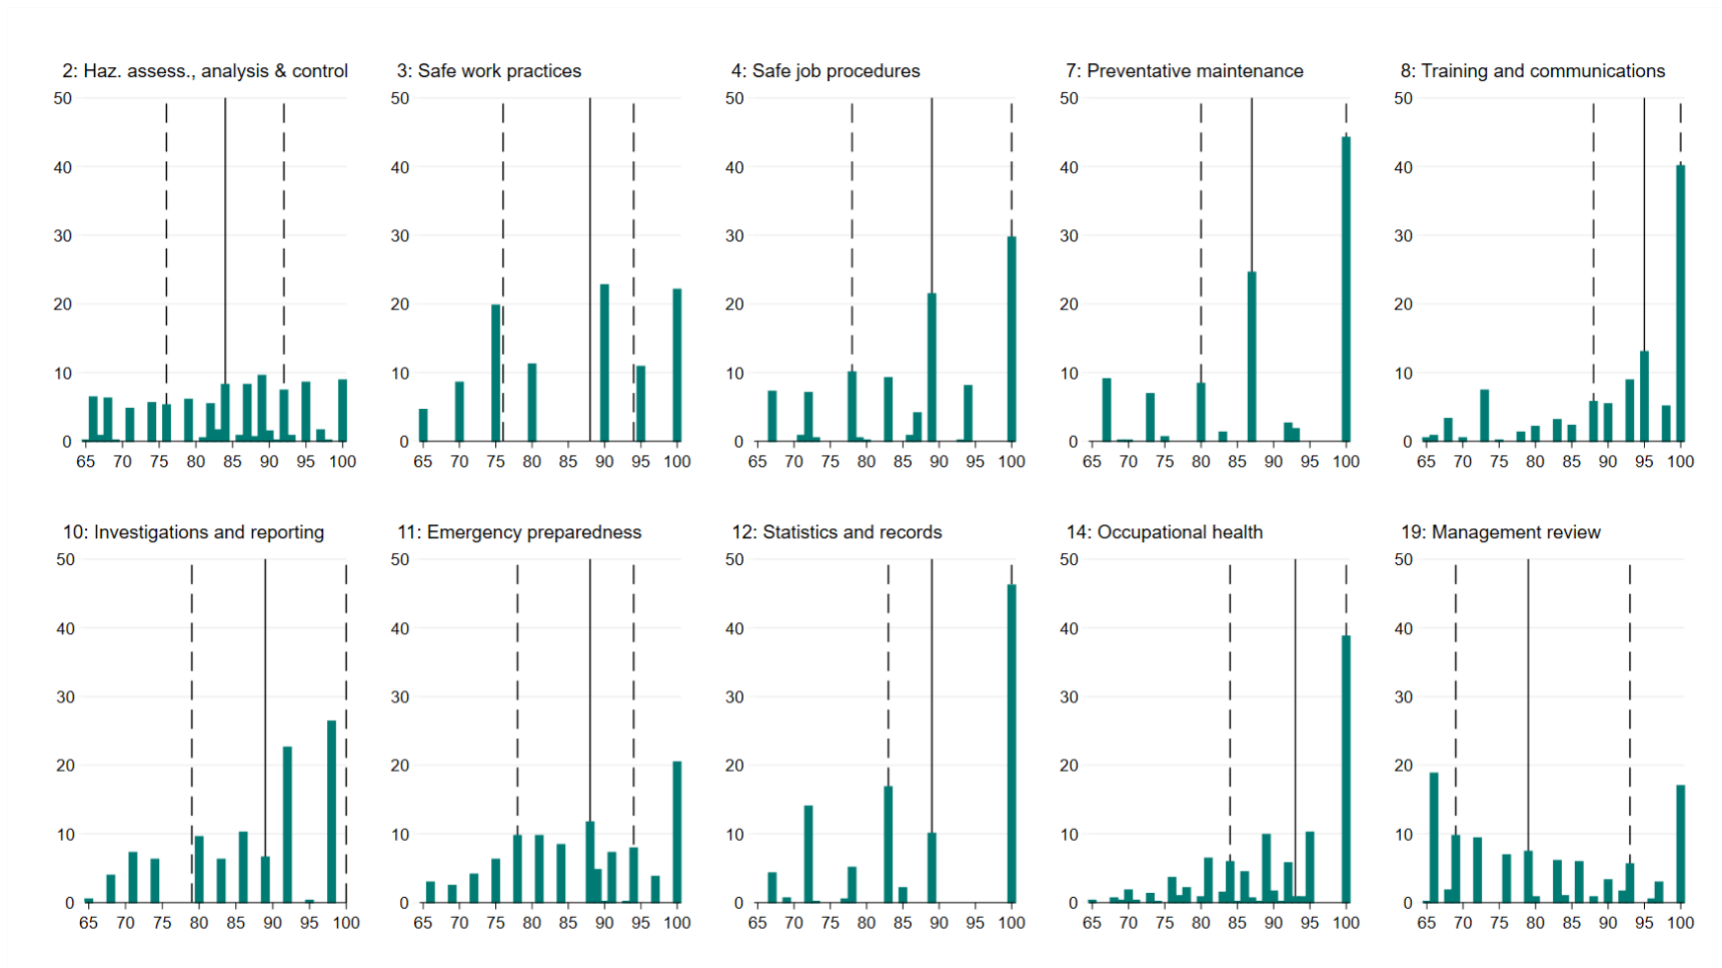 2: Haz. assess., analysis & control
3: Safe work practices
4: Safe job procedures
7: Preventative maintenance
8: Training and communications
50 50 50 50 50
40 40 40 40 40
30 30 30 30 30
20 20 20 20 20
10 10 10 10 10
0 0 0 0 0
65 70 75 80 85 90 95 100 65 70 75 80 85 90 95 100 65 70 75 80 85 90 95 100 65 70 75 80 85 90 95 100 65 70 75 80 85 90 95 100
10: Investigations and reporting
11: Emergency preparedness
12: Statistics and records
14: Occupational health
19: Management review
50 50 50 50 50
40 40 40 40 40
30 30 30 30 30
20 20 20 20 20
10 10 10 10 10
0 0 0 0 0
65 70 75 80 85 90 95 100 65 70 75 80 85 90 95 100 65 70 75 80 85 90 95 100 65 70 75 80 85 90 95 100 65 70 75 80 85 90 95 100